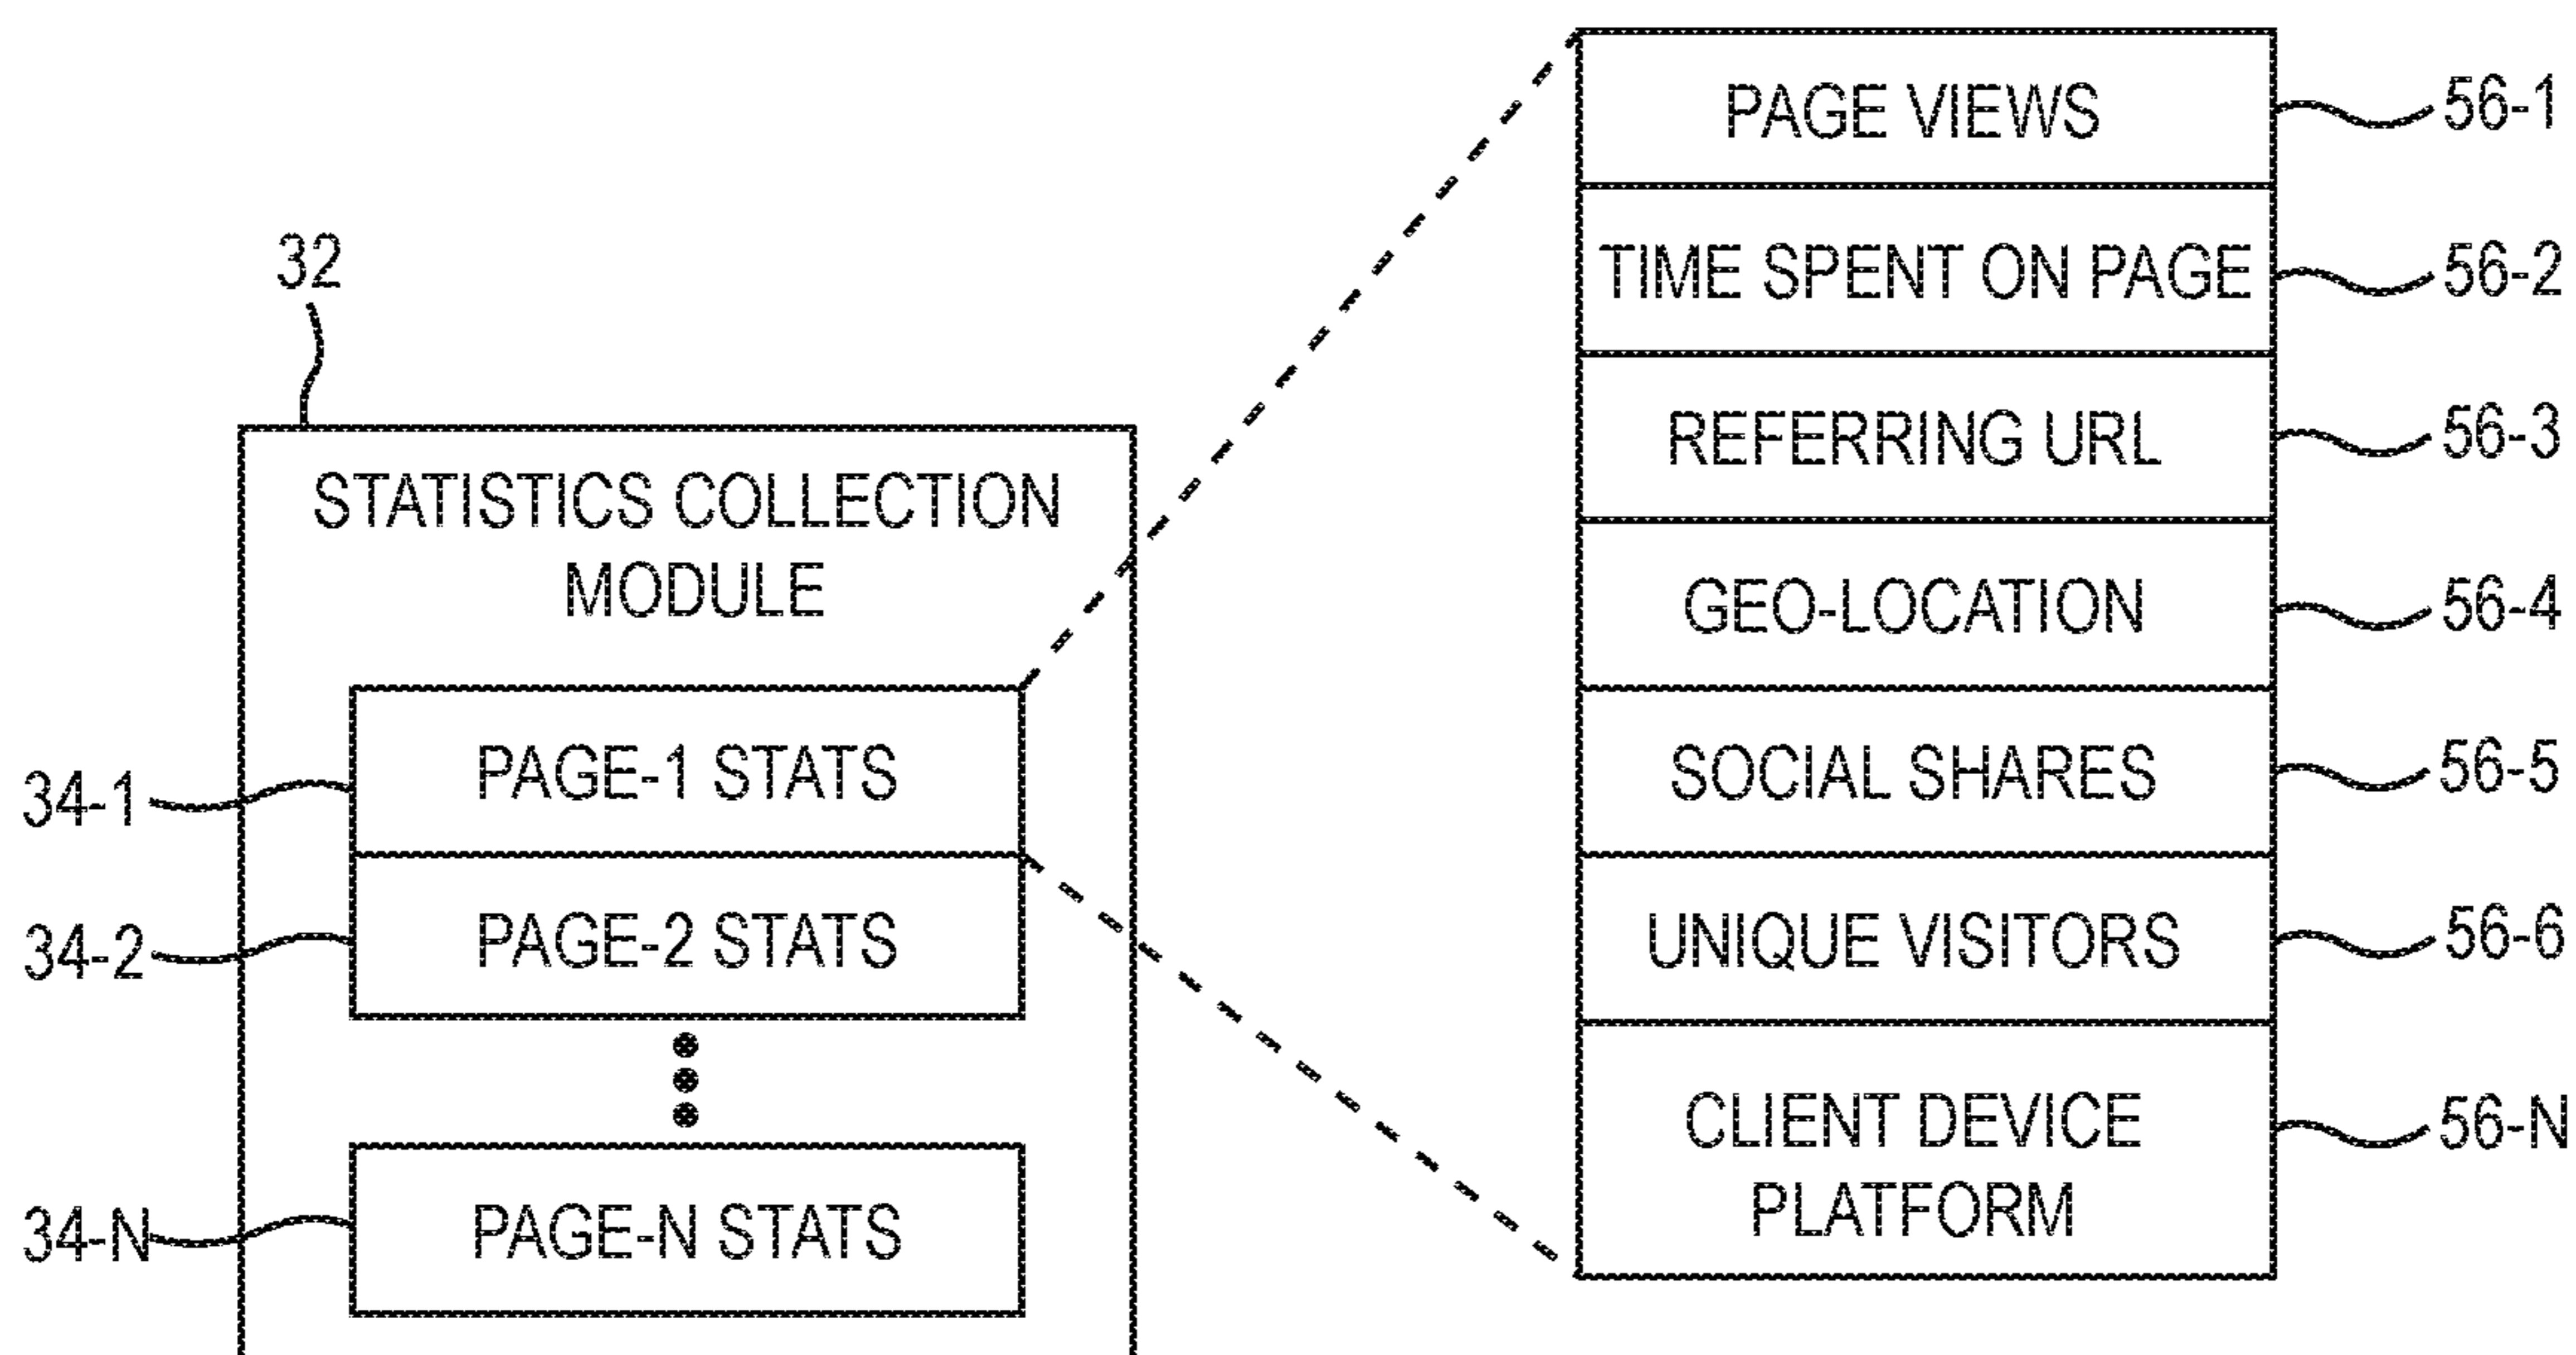 32
STATISTICS COLLECTION
MODULE
34-1
PAGE-1 STATS
34-2
PAGE-2 STATS
34-N
PAGE-N STATS
PAGE VIEWS
56-1
TIME SPENT ON PAGE
56-2
REFERRING URL
56-3
GEO-LOCATION
56-4
SOCIAL SHARES
56-5
UNIQUE VISITORS
56-6
CLIENT DEVICE
PLATFORM
56-N